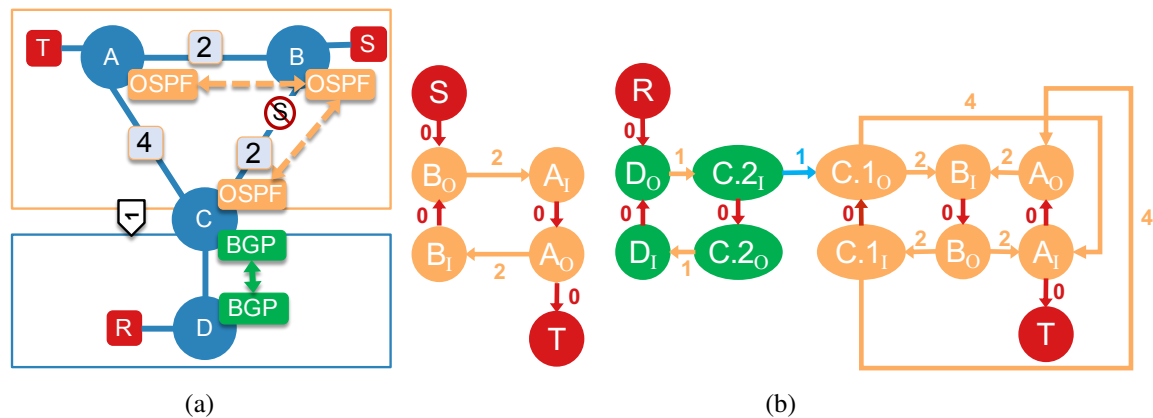 T
A
2
B
S
OSPF
OSPF
S
4
2
OSPF
1
C
BGP
BGP
R
D
(a)
S
0
B_O 2 A_I
0 0
B_I 2 A_O
0
T
R
0
D_O 1 C.2_I 1 C.1_O 2 B_I 2 A_O
0 0 0 0 0
D_I 1 C.2_O C.1_I 2 B_O 2 A_I
0
T
4
4
(b)